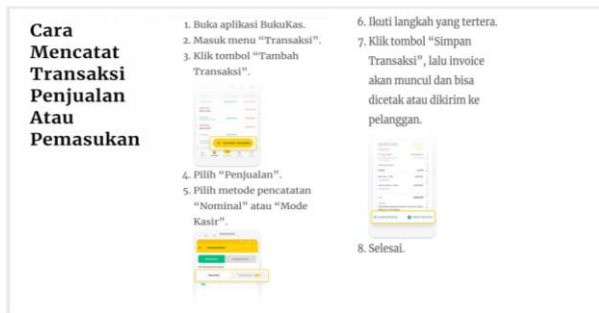 Cara
Mencatat
Transaksi
Penjualan
Atau
Pemasukan
1. Buka aplikasi BukuKas.
2. Masuk menu “Transaksi”.
3. Klik tombol “Tambah
Transaksi”.
4. Pilih “Penjualan”.
5. Pilih metode pencatatan
“Nominal” atau “Mode
Kasir”.
6. Ikuti langkah yang tertera.
7. Klik tombol “Simpan
Transaksi”, lalu invoice
akan muncul dan bisa
dicetak atau dikirim ke
pelanggan.
8. Selesai.